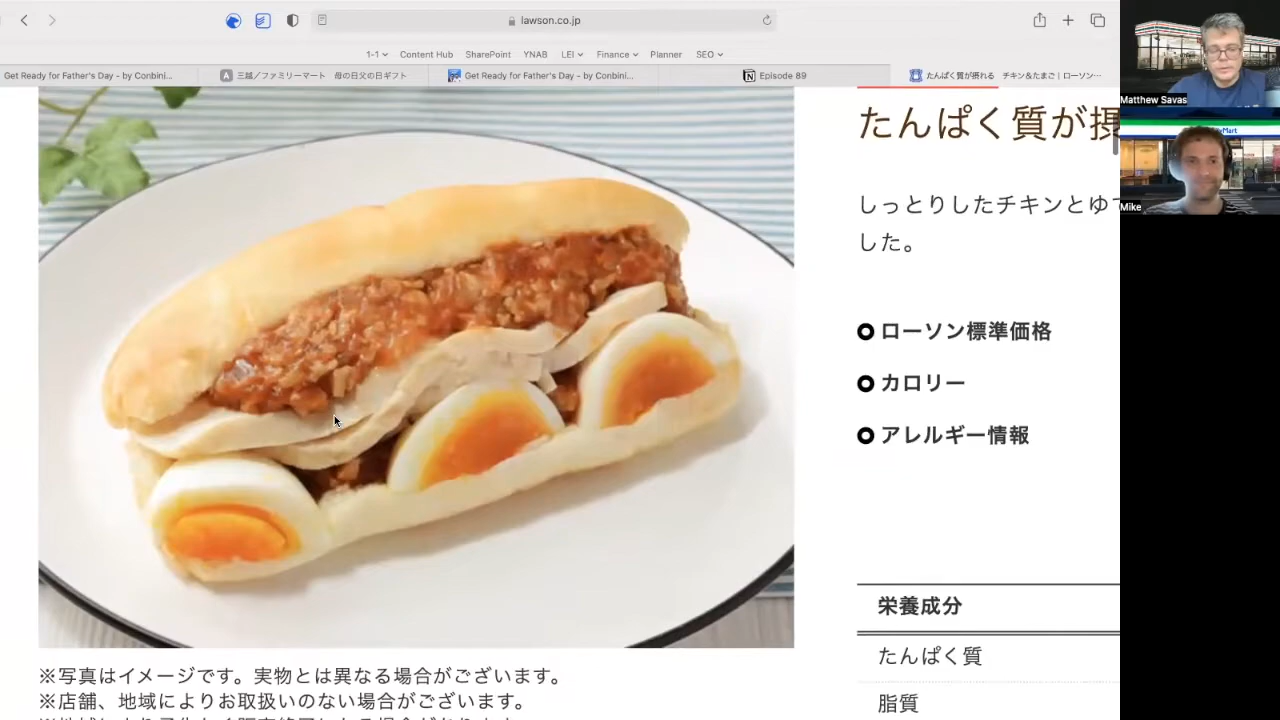 lawson.co.jp
1-1
Content Hub
SharePoint
YNAB
LEI
Finance
Planner
SEO
Get Ready for Father's Day - by Conbini...
A 三越/ファミリーマート 母の日父の日ギフト
Get Ready for Father's Day - by Conbini...
Episode 89
たんぱく質が摂れる チキン&たまご | ローソン...
Matthew Savas
Mart
Mike
たんぱく質が摂
しっとりしたチキンとゆで
した。
ローソン標準価格
カロリー
アレルギー情報
栄養成分
たんぱく質
脂質
※写真はイメージです。実物とは異なる場合がございます。
※店舗、地域によりお取扱いのない場合がございます。